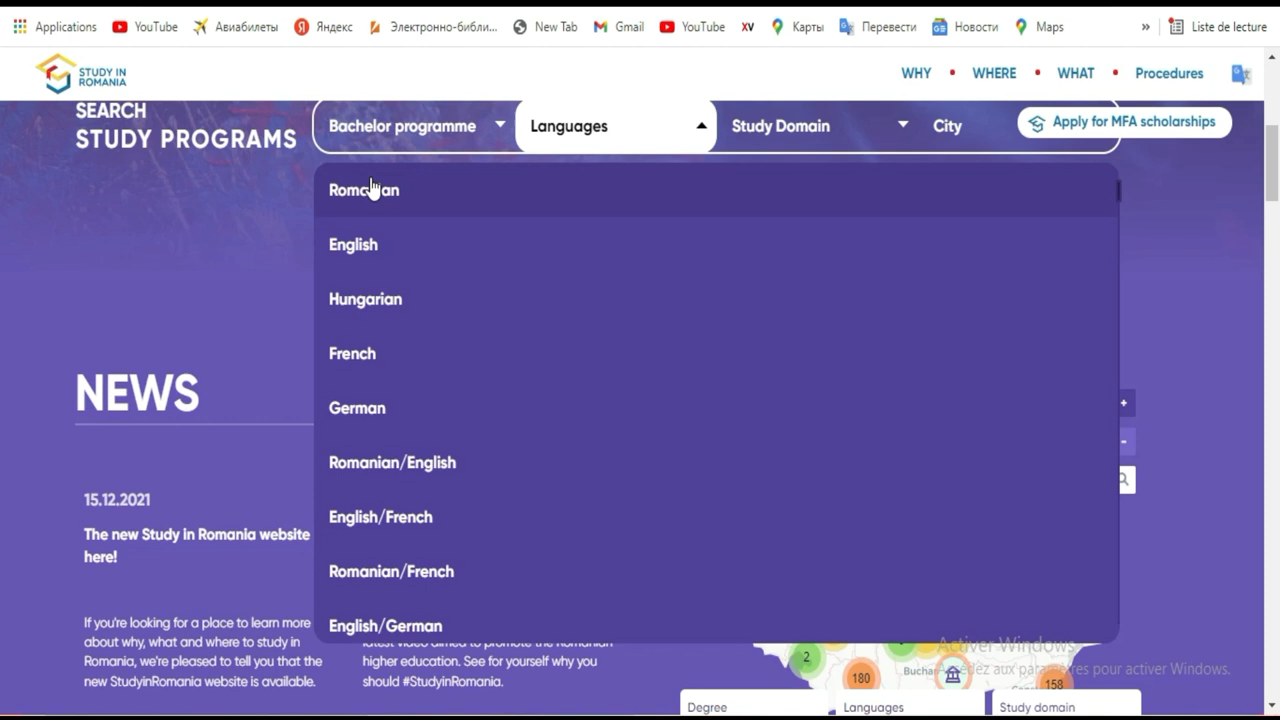 Applications YouTube Авиабилеты Яндекс Электронно-библи... New Tab Gmail YouTube XV Карты Перевести Новости Maps » Liste de lecture
STUDY IN
ROMANIA
WHY • WHERE • WHAT • Procedures
SEARCH
STUDY PROGRAMS
Bachelor programme Languages Study Domain City Apply for MFA scholarships
Romanian
English
Hungarian
French
German
Romanian/English
English/French
Romanian/French
English/German
NEWS
+
-
15.12.2021
The new Study in Romania website
here!
If you're looking for a place to learn more
about why, what and where to study in
Romania, we're pleased to tell you that the
new StudyinRomania website is available.
latest video aimed to promote the Romanian
higher education. See for yourself why you
should #StudyinRomania.
2
180
158
Activer Windows
Accédez aux paramètres pour activer Windows.
Degree Languages Study domain